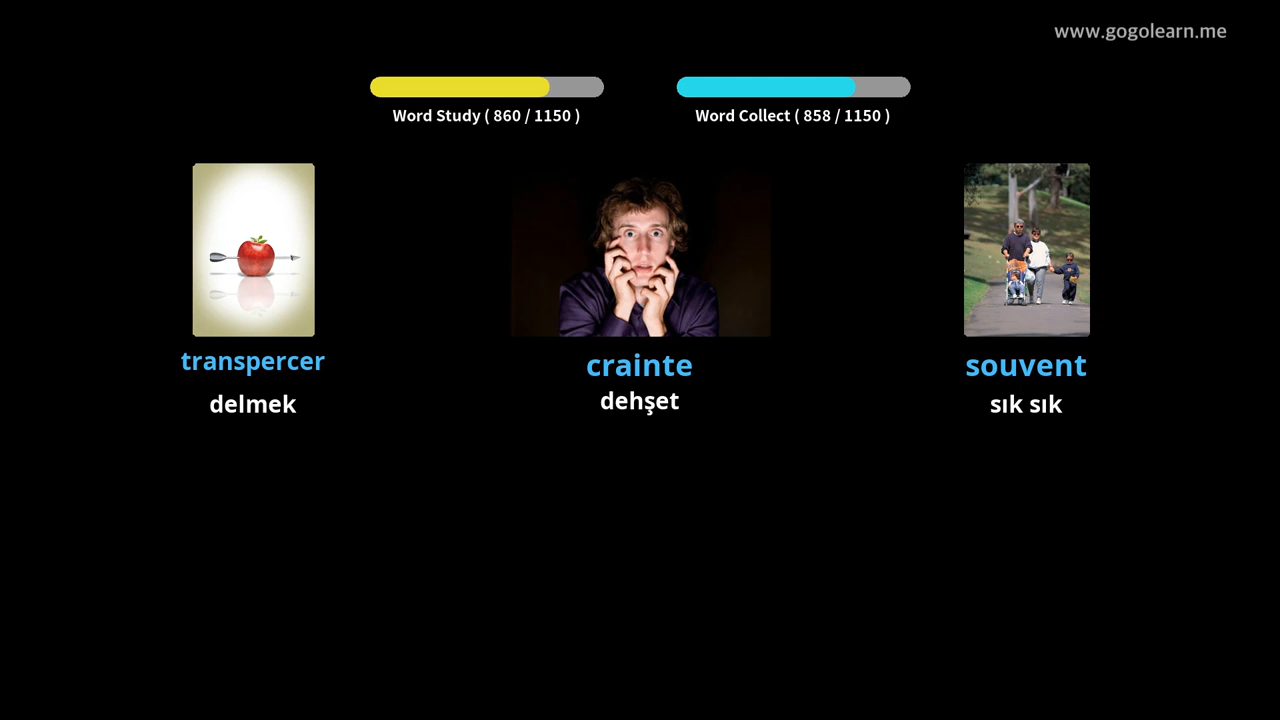 www.gogolearn.me
Word Study ( 860 / 1150 )
Word Collect ( 858 / 1150 )
transpercer
delmek
crainte
dehşet
souvent
sık sık